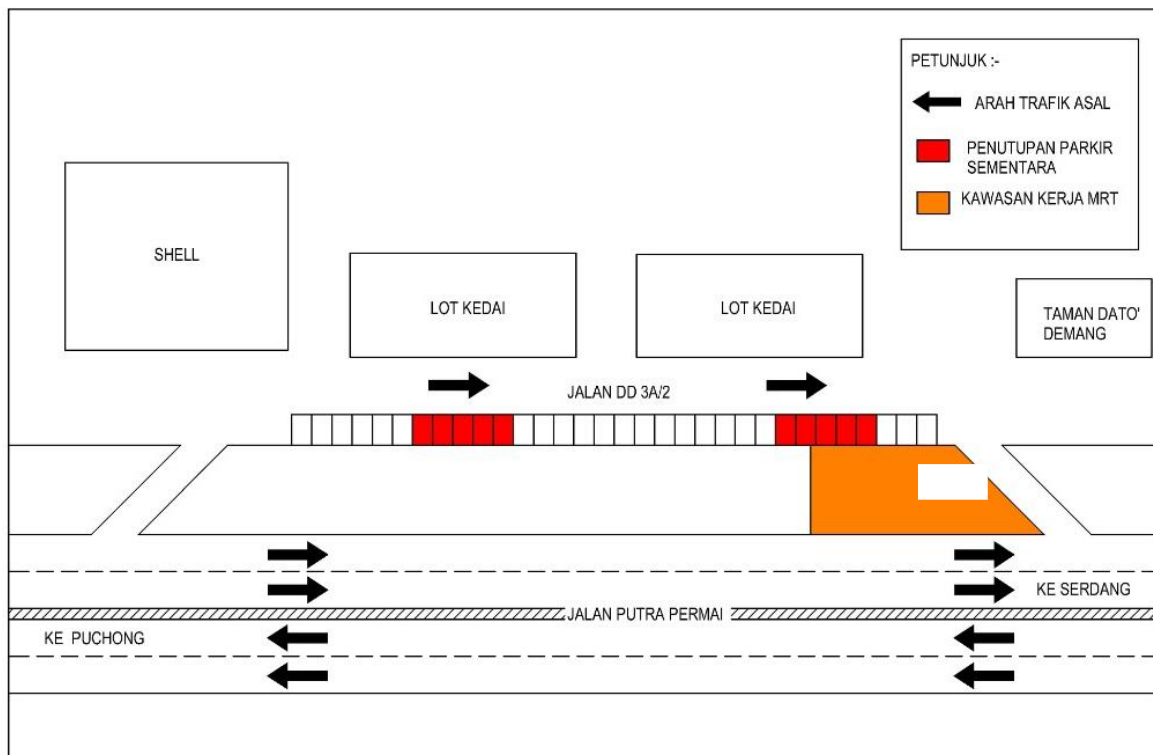 PETUNJUK :-
ARAH TRAFIK ASAL
PENUTUPAN PARKIR
SEMENTARA
KAWASAN KERJA MRT
SHELL
LOT KEDAI
LOT KEDAI
TAMAN DATO'
DEMANG
JALAN DD 3A/2
KE SERDANG
JALAN PUTRA PERMAI
KE PUCHONG